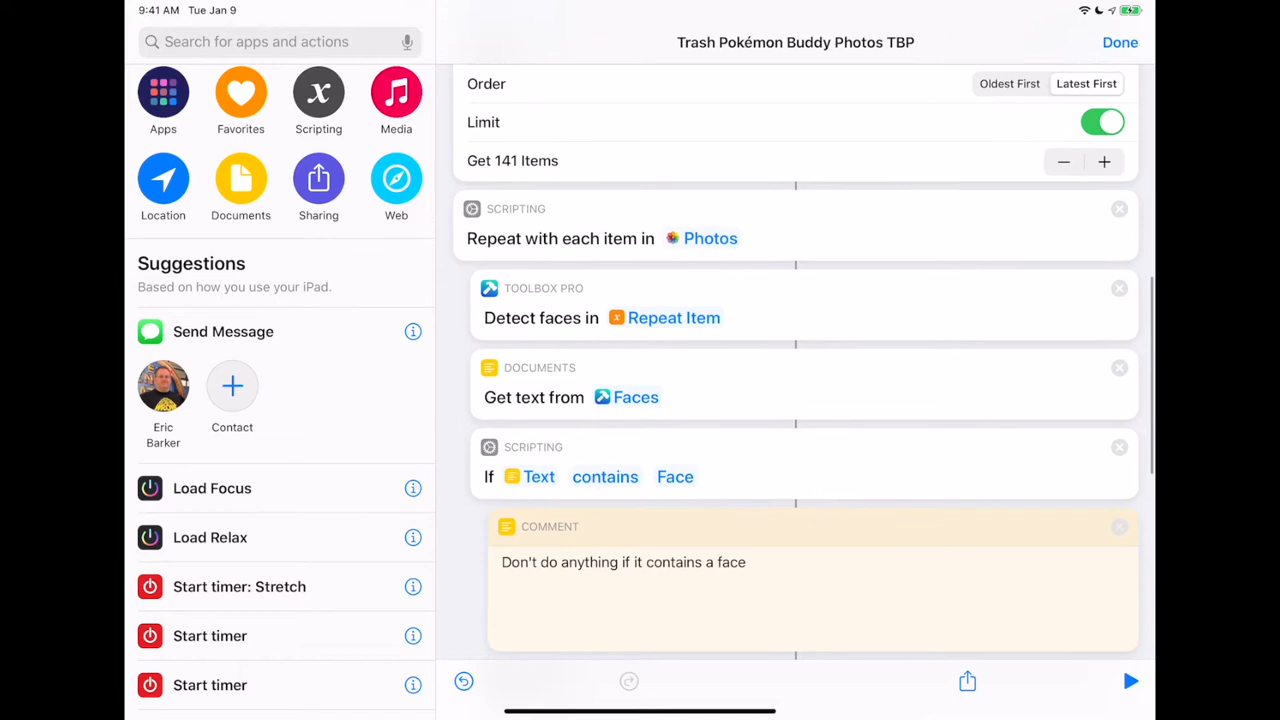 9:41 AM Tue Jan 9
Search for apps and actions
Trash Pokémon Buddy Photos TBP
Done
Apps
Favorites
Scripting
Media
Location
Documents
Sharing
Web
Suggestions
Based on how you use your iPad.
Send Message
Eric
Barker
Contact
Load Focus
Load Relax
Start timer: Stretch
Start timer
Start timer
Order
Oldest First
Latest First
Limit
Get 141 Items
SCRIPTING
Repeat with each item in Photos
TOOLBOX PRO
Detect faces in Repeat Item
DOCUMENTS
Get text from Faces
SCRIPTING
If Text contains Face
COMMENT
Don't do anything if it contains a face